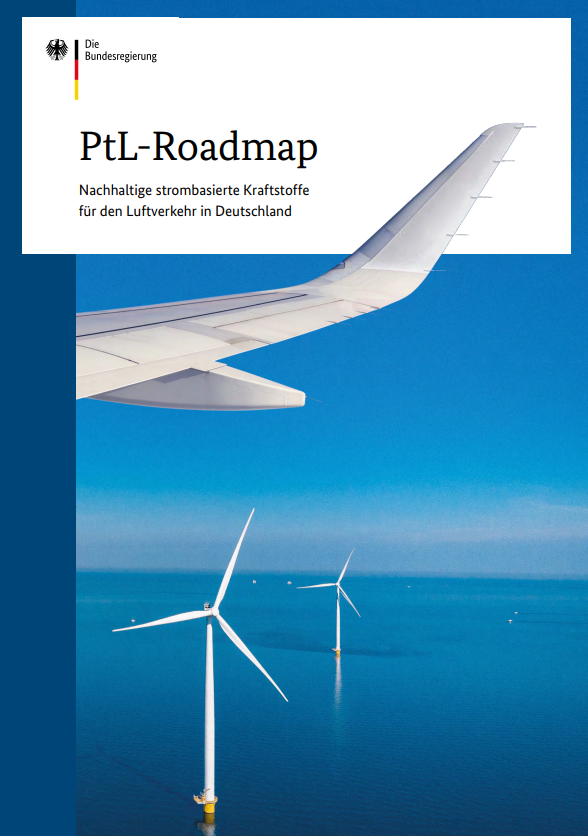 Die
Bundesregierung
PtL-Roadmap
Nachhaltige strombasierte Kraftstoffe
für den Luftverkehr in Deutschland